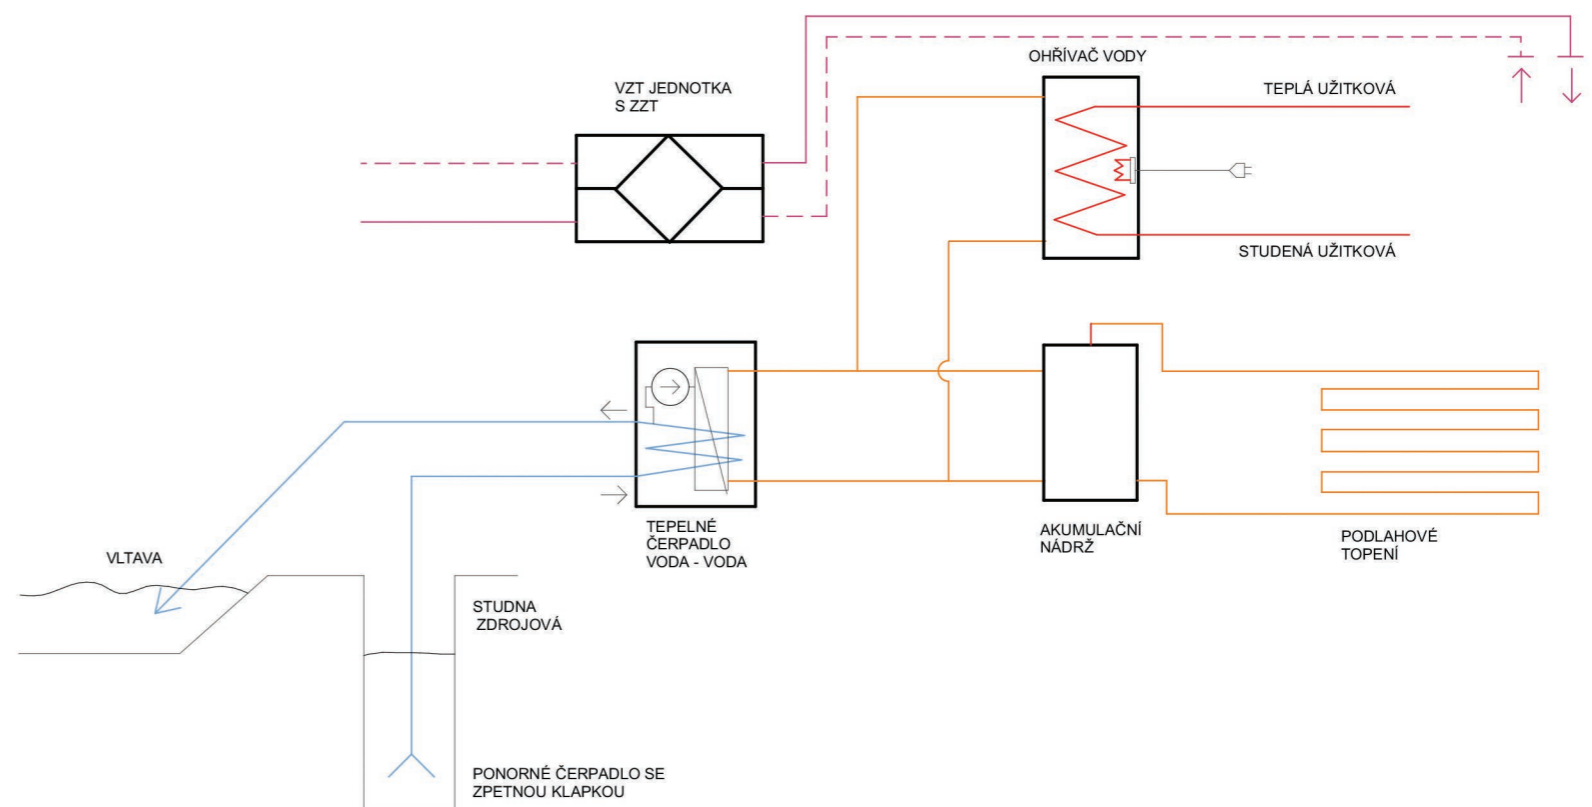 OHŘÍVAČ VODY
VZT JEDNOTKA
S ZZT
TEPLÁ UŽITKOVÁ
STUDENÁ UŽITKOVÁ
TEPELNÉ
ČERPADLO
VODA - VODA
AKUMULAČNÍ
NÁDRŽ
PODLAHOVÉ
TOPENÍ
VLTAVA
STUDNA
ZDROJOVÁ
PONORNÉ ČERPADLO SE
ZPETNOU KLAPKOU